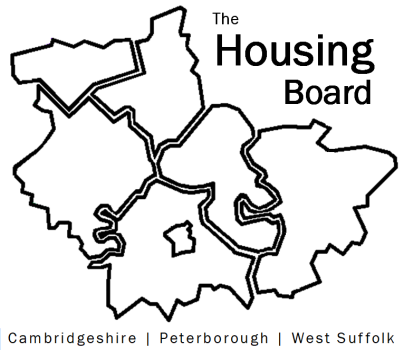 The
Housing
Board
Cambridgeshire | Peterborough | West Suffolk